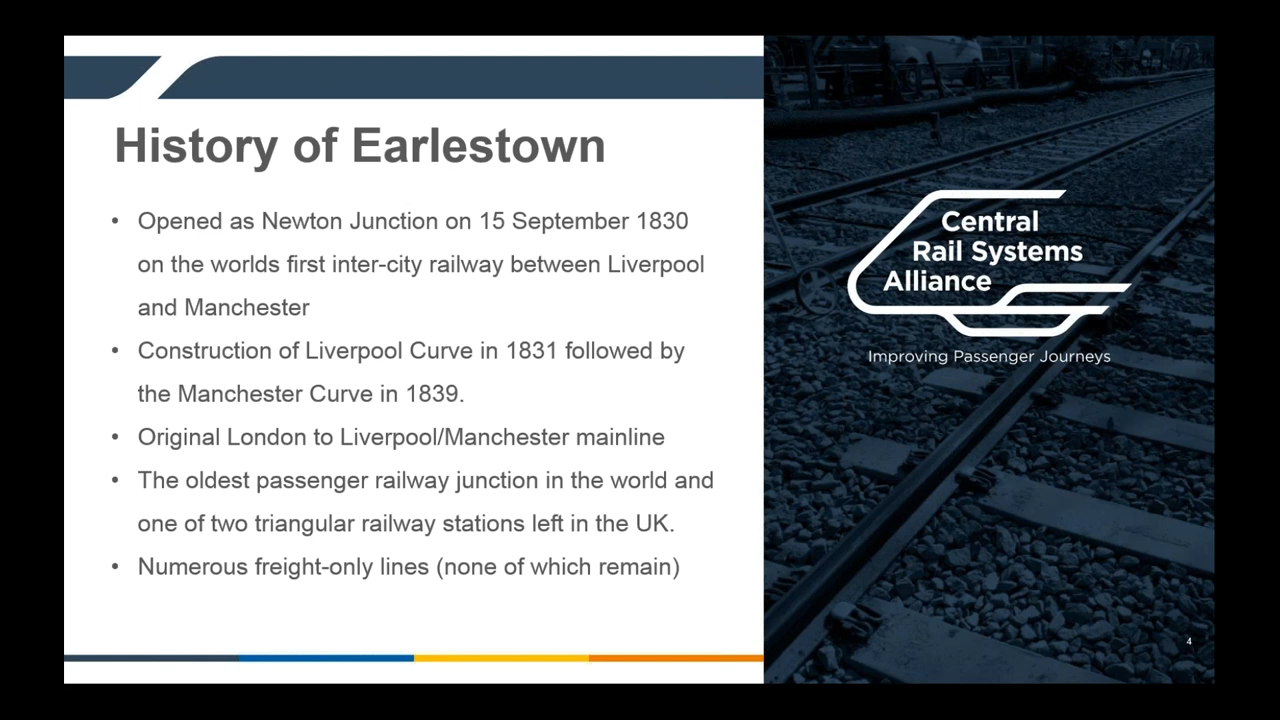 History of Earlestown
• Opened as Newton Junction on 15 September 1830
on the worlds first inter-city railway between Liverpool
and Manchester
• Construction of Liverpool Curve in 1831 followed by
the Manchester Curve in 1839.
• Original London to Liverpool/Manchester mainline
• The oldest passenger railway junction in the world and
one of two triangular railway stations left in the UK.
• Numerous freight-only lines (none of which remain)
Central
Rail Systems
Alliance
Improving Passenger Journeys
4